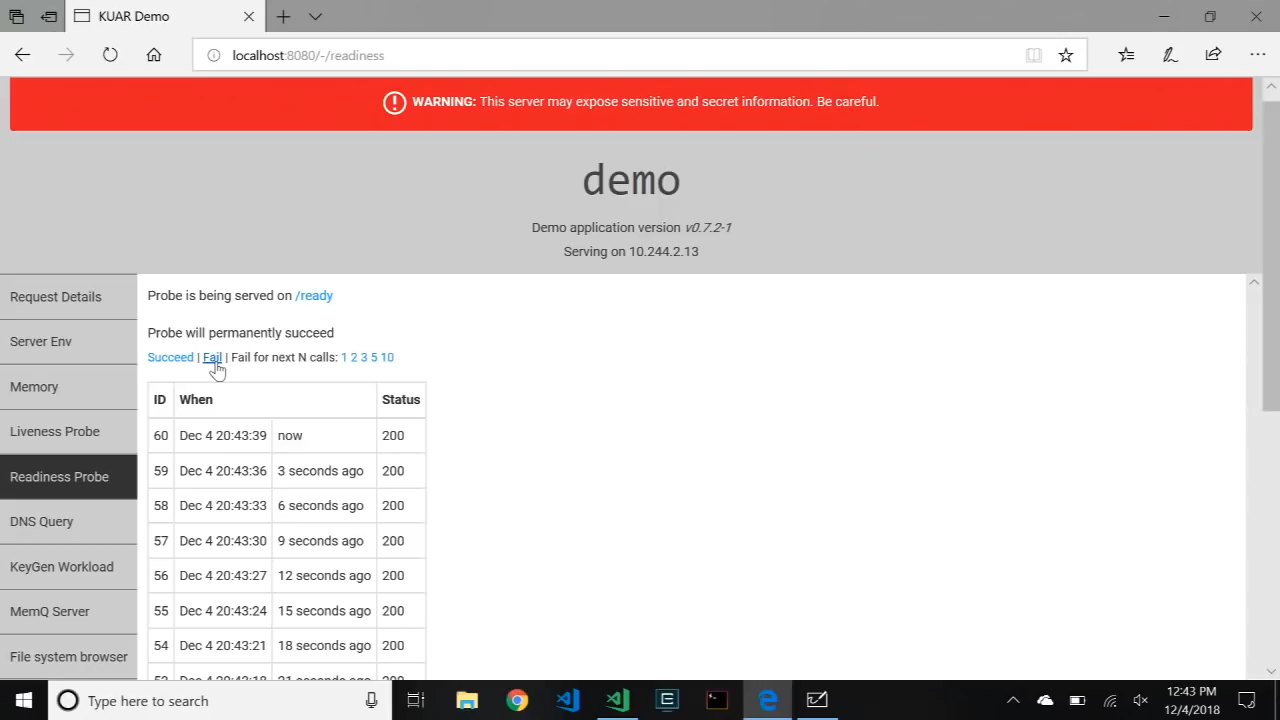 KUAR Demo
localhost:8080/-/readiness
WARNING: This server may expose sensitive and secret information. Be careful.
demo
Demo application version v0.7.2-1
Serving on 10.244.2.13
Request Details
Server Env
Memory
Liveness Probe
Readiness Probe
DNS Query
KeyGen Workload
MemQ Server
File system browser
Probe is being served on /ready
Probe will permanently succeed
Succeed | Fail | Fail for next N calls: 1 2 3 5 10
ID When Status
60 Dec 4 20:43:39 now 200
59 Dec 4 20:43:36 3 seconds ago 200
58 Dec 4 20:43:33 6 seconds ago 200
57 Dec 4 20:43:30 9 seconds ago 200
56 Dec 4 20:43:27 12 seconds ago 200
55 Dec 4 20:43:24 15 seconds ago 200
54 Dec 4 20:43:21 18 seconds ago 200
Type here to search
12:43 PM
12/4/2018